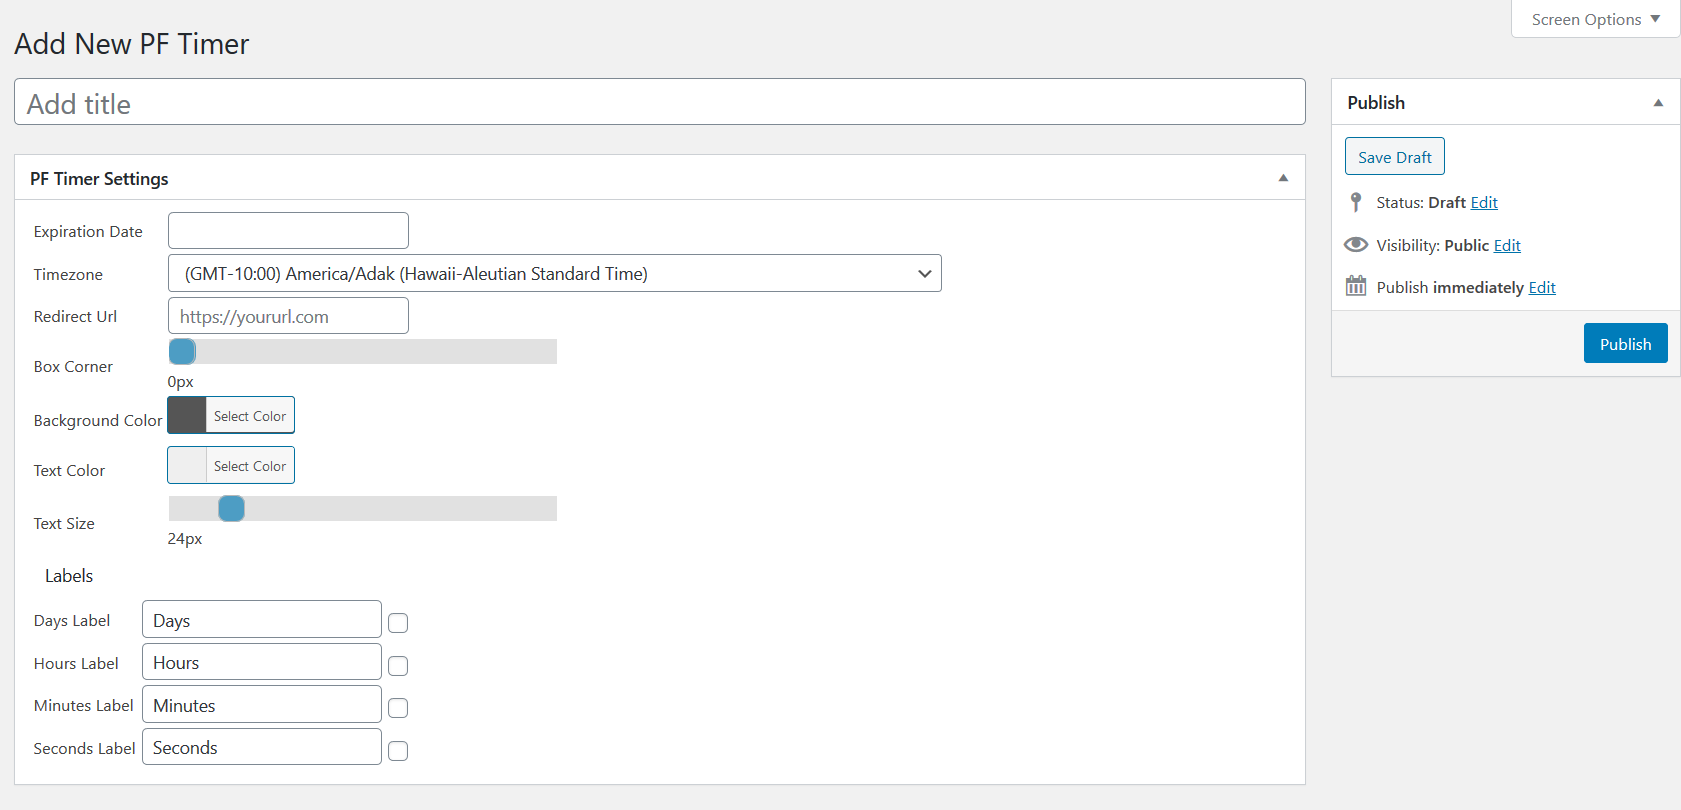 Screen Options
Add New PF Timer
Add title
PF Timer Settings
Expiration Date
Timezone (GMT-10:00) America/Adak (Hawaii-Aleutian Standard Time)
Redirect Url https://yoururl.com
Box Corner
0px
Background Color Select Color
Text Color Select Color
Text Size
24px
Labels
Days Label Days
Hours Label Hours
Minutes Label Minutes
Seconds Label Seconds
Publish
Save Draft
Status: Draft Edit
Visibility: Public Edit
Publish immediately Edit
Publish